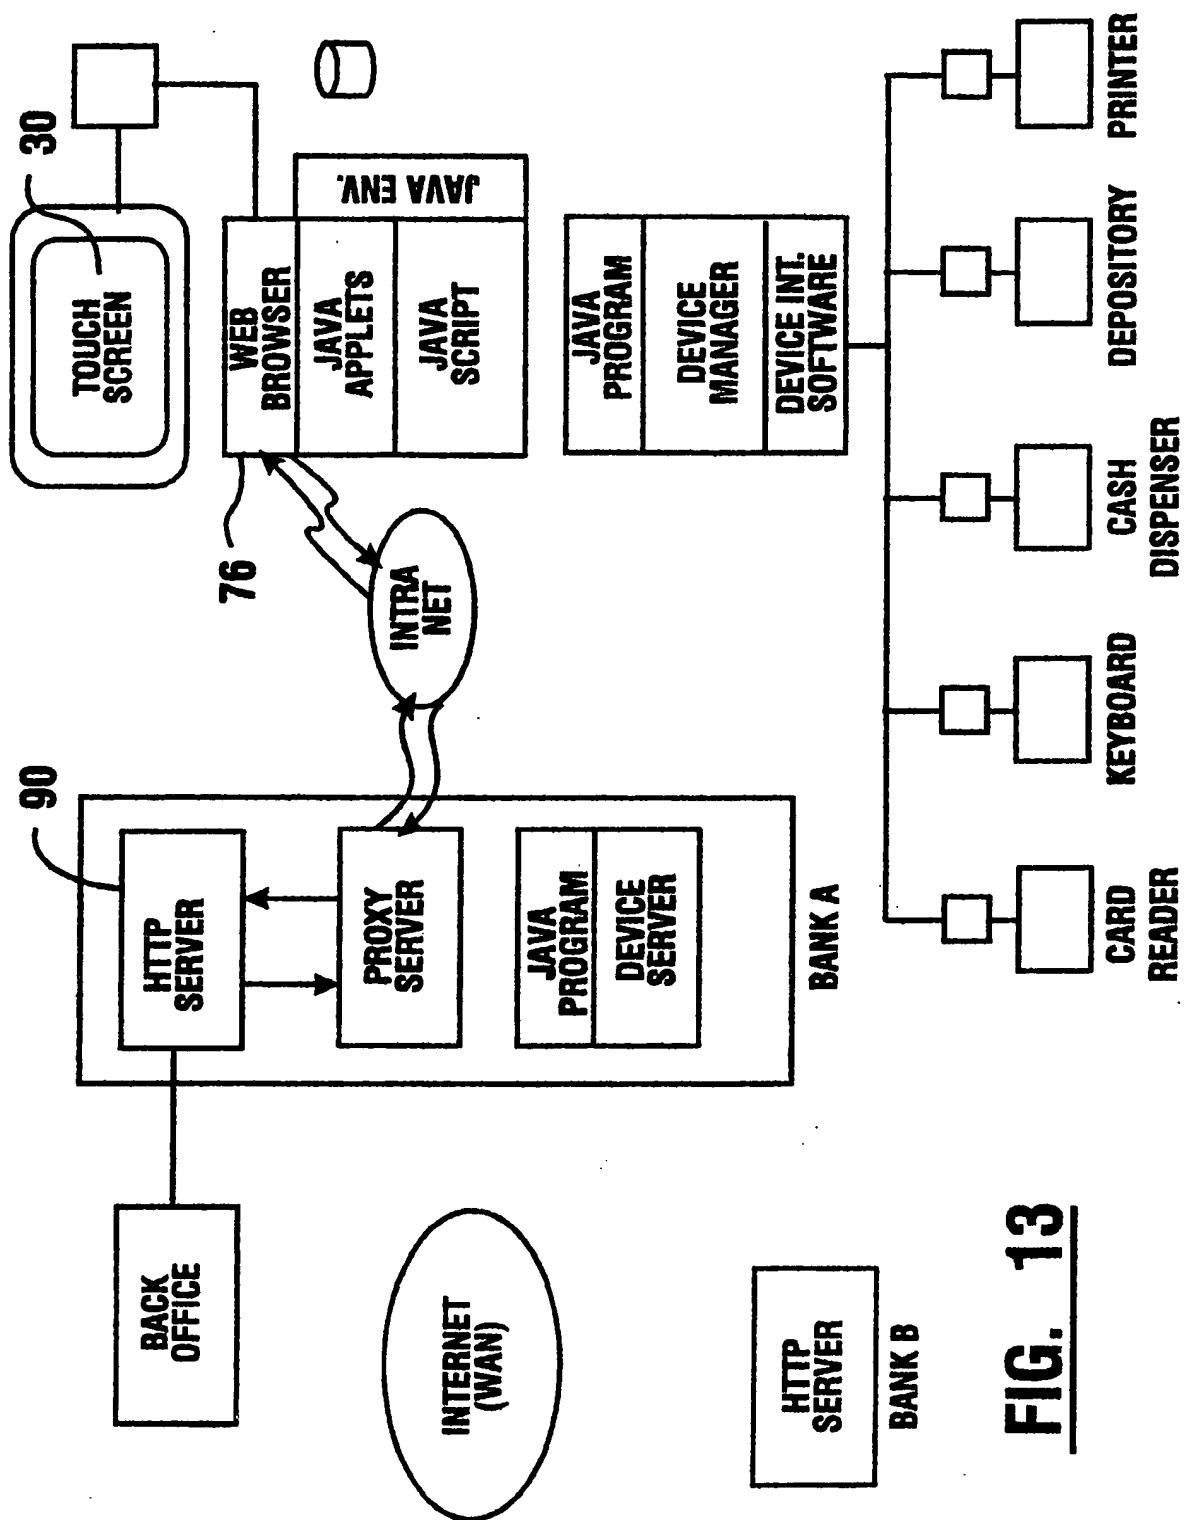 BACK
OFFICE
INTERNET
(WAN)
HTTP
SERVER
BANK B
90
HTTP
SERVER
PROXY
SERVER
JAVA
PROGRAM
DEVICE
SERVER
BANK A
INTRA
NET
30
TOUCH
SCREEN
76
WEB
BROWSER
JAVA
APPLETS
JAVA
SCRIPT
JAVA ENV.
JAVA
PROGRAM
DEVICE
MANAGER
DEVICE INT.
SOFTWARE
CARD
READER
KEYBOARD
CASH
DISPENSER
DEPOSITORY
PRINTER
FIG. 13